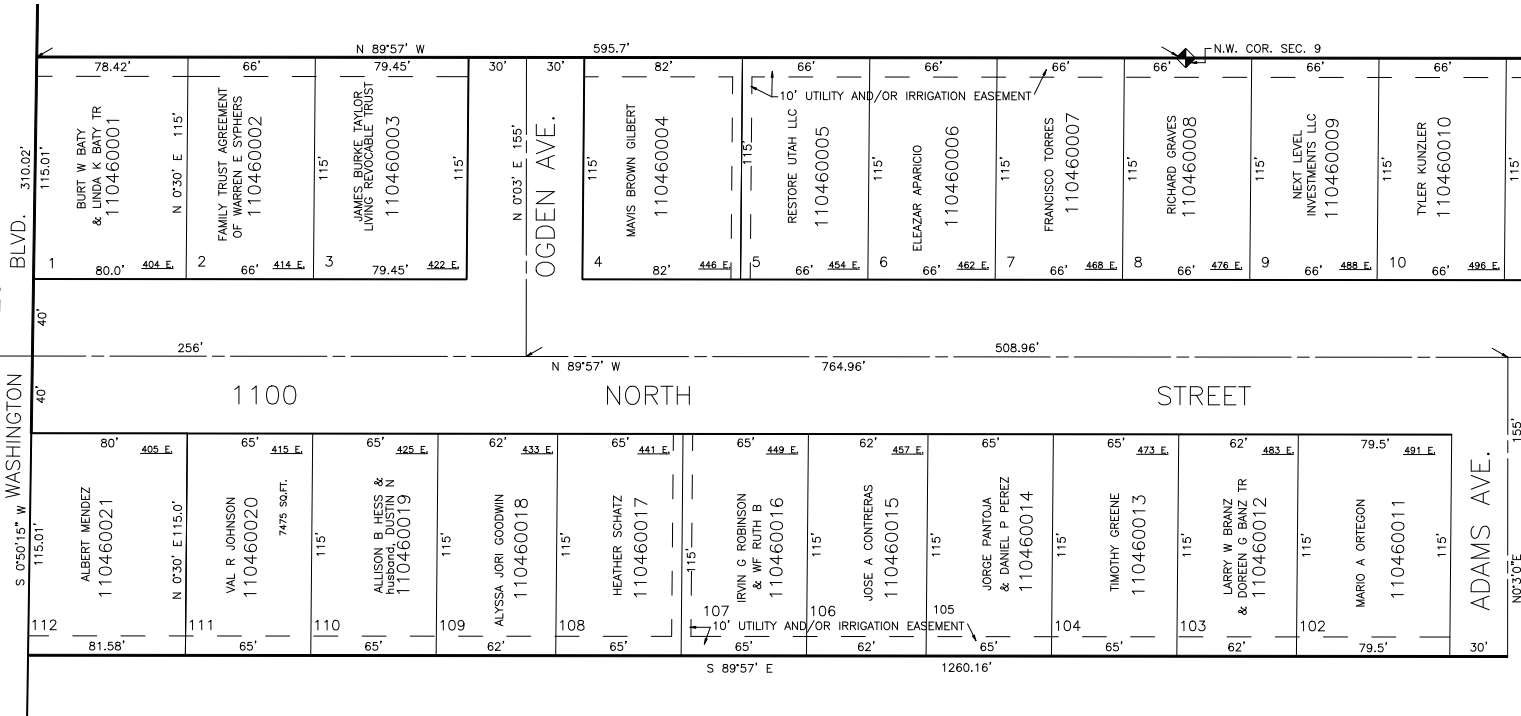 N 89°57' W
595.7'
N.W. COR. SEC. 9
78.42'
66'
79.45'
30'
30'
82'
66'
66'
66'
66'
66'
66'
10' UTILITY AND/OR IRRIGATION EASEMENT
310.02'
115.01'
BURT W BATY
& LINDA K BATY TR
110460001
N 0°30' E 115'
FAMILY TRUST AGREEMENT
OF WARREN E SYPHERS
110460002
115'
JAMES BURKE TAYLOR
LIVING REVOCABLE TRUST
110460003
115'
N 0°03' E 155'
OGDEN AVE.
115'
MAVIS BROWN GILBERT
110460004
115'
RESTORE UTAH LLC
110460005
115'
ELEAZAR APARICIO
110460006
115'
FRANCISCO TORRES
110460007
115'
RICHARD GRAVES
110460008
115'
NEXT LEVEL
INVESTMENTS LLC
110460009
115'
TYLER KUNZLER
110460010
115'
1
80.0'
404 E.
2
66'
414 E.
3
79.45'
422 E.
4
82'
446 E.
5
66'
454 E.
6
66'
462 E.
7
66'
468 E.
8
66'
476 E.
9
66'
488 E.
10
66'
496 E.
BLVD.
40'
256'
508.96'
N 89°57' W
764.96'
40'
1100 NORTH STREET
WASHINGTON
S 0°50'15" W
80'
405 E.
65'
415 E.
65'
425 E.
62'
433 E.
65'
441 E.
65'
449 E.
62'
457 E.
65'
65'
473 E.
62'
483 E.
79.5'
491 E.
155'
115.01'
ALBERT MENDEZ
110460021
N 0°30' E 115.0'
VAL R JOHNSON
110460020
7475 SQ.FT.
115'
ALLISON B HESS &
husband, DUSTIN N
110460019
115'
ALYSSA JORI GOODWIN
110460018
115'
HEATHER SCHATZ
110460017
115'
IRVIN G ROBINSON
& WF RUTH B
110460016
115'
JOSE A CONTRERAS
110460015
115'
JORGE PANTOJA
& DANIEL P PEREZ
110460014
115'
TIMOTHY GREENE
110460013
115'
LARRY W BRANZ
& DOREEN G BANZ TR
110460012
115'
MARIO A ORTEGON
110460011
115'
ADAMS AVE.
N0°3'0"E
112
111
110
109
108
107
106
105
104
103
102
10' UTILITY AND/OR IRRIGATION EASEMENT
81.58'
65'
65'
62'
65'
65'
62'
65'
65'
62'
79.5'
30'
S 89°57' E
1260.16'